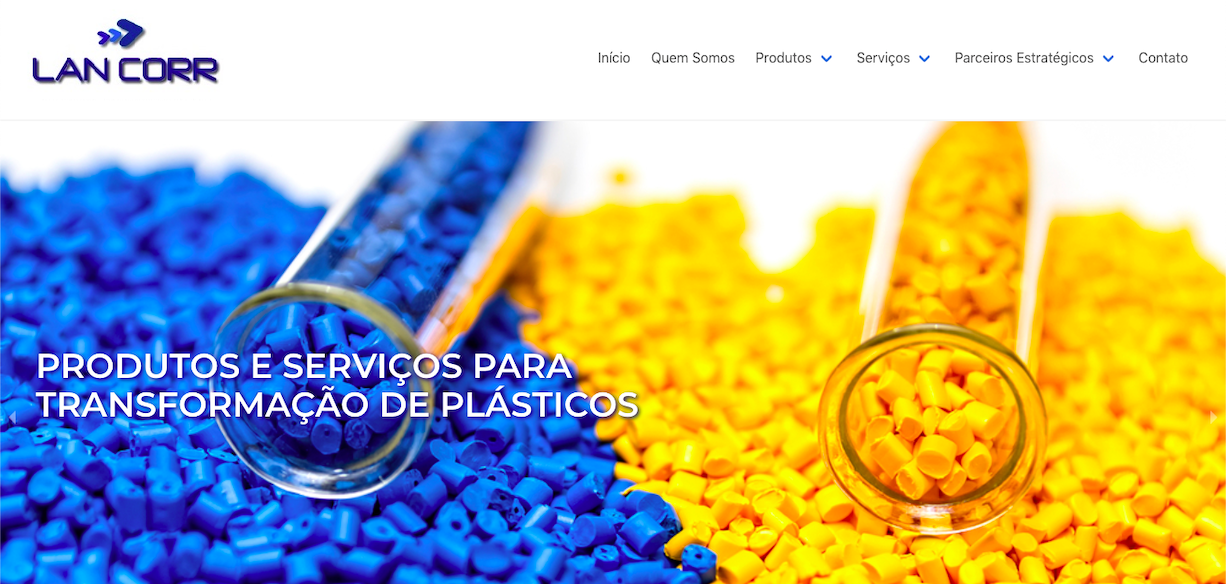 LAN CORR
Início Quem Somos Produtos Serviços Parceiros Estratégicos Contato
PRODUTOS E SERVIÇOS PARA
TRANSFORMAÇÃO DE PLÁSTICOS